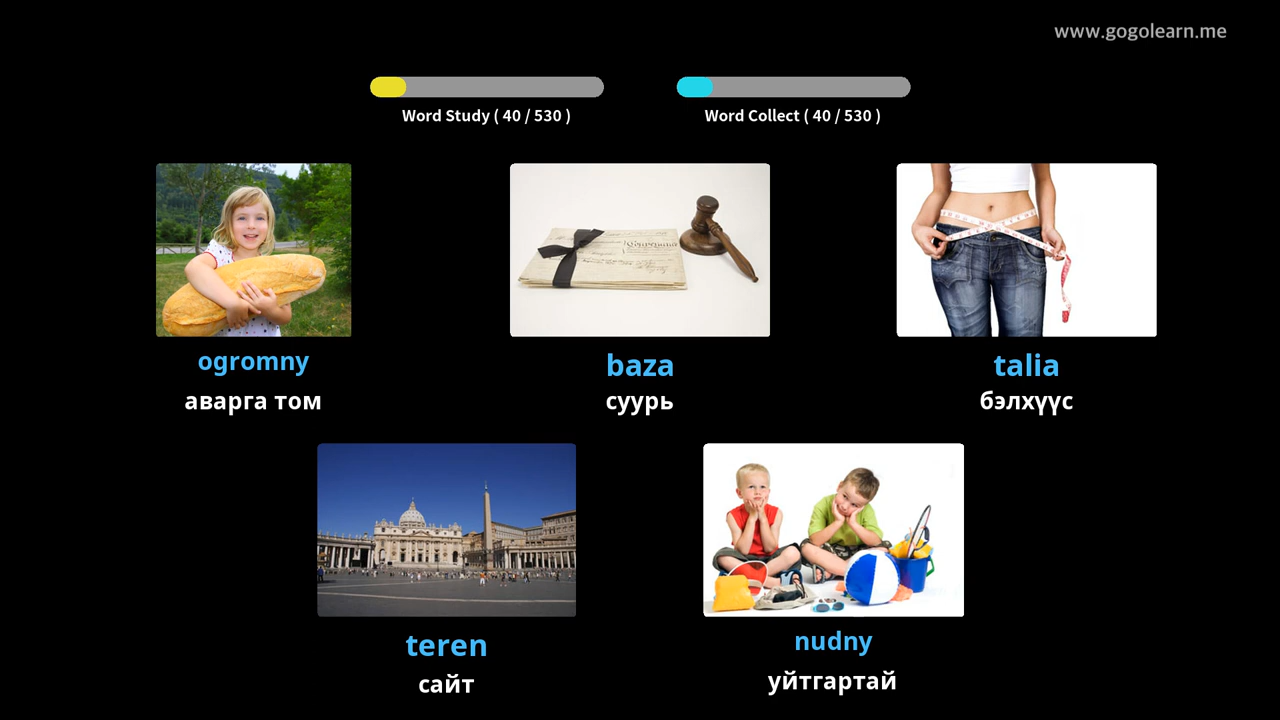 www.gogolearn.me
Word Study ( 40 / 530 )
Word Collect ( 40 / 530 )
ogromny
аварга том
baza
суурь
talia
бэлхүүс
teren
сайт
nudny
уйтгартай